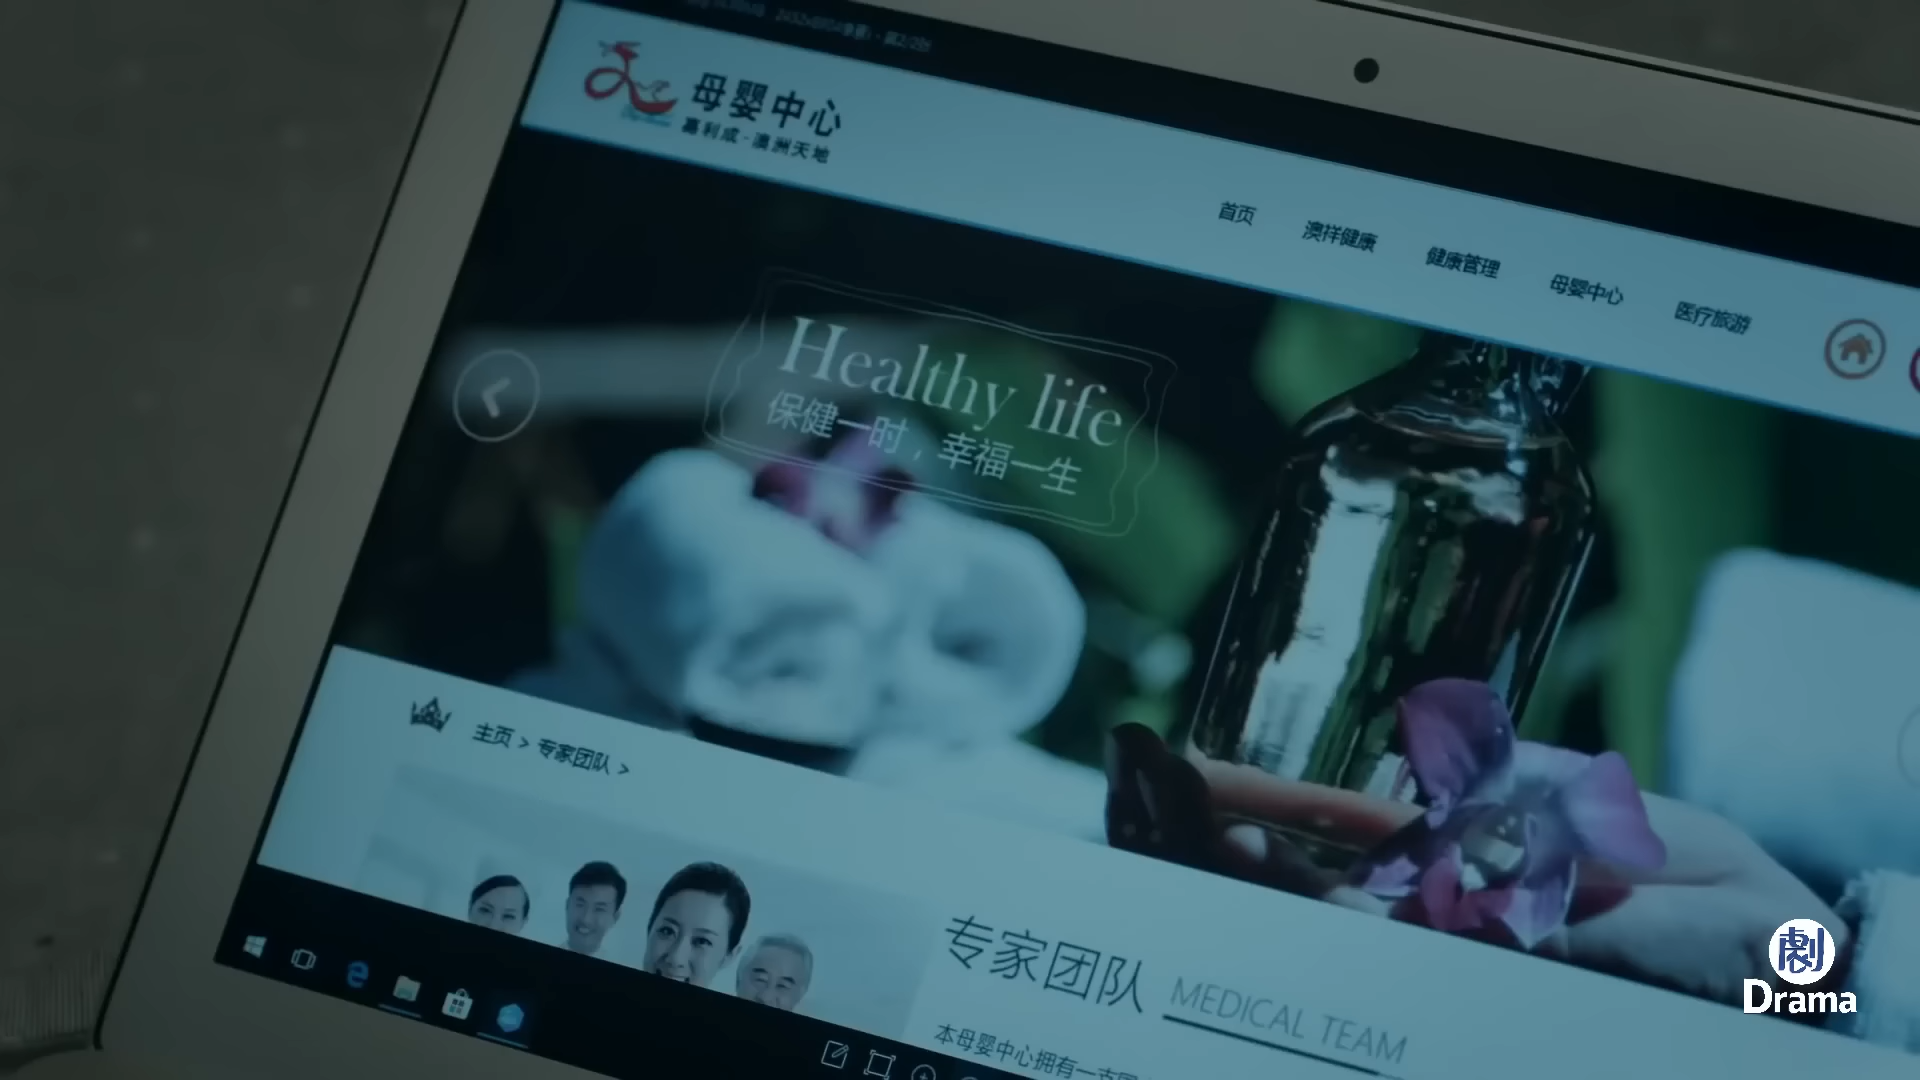 母婴中心
嘉利成-澳洲天地
首页
澳祥健康
健康管理
母婴中心
医疗旅游
Healthy life
保健一时，幸福一生
主页 > 专家团队 >
专家团队 MEDICAL TEAM
本母婴中心拥有一支
劇
Drama